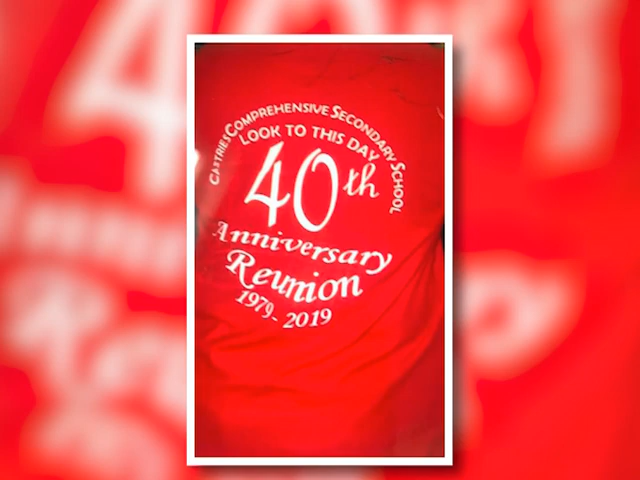 Castries Comprehensive Secondary School
LOOK TO THIS DAY
40th
Anniversary
Reunion
1979-2019